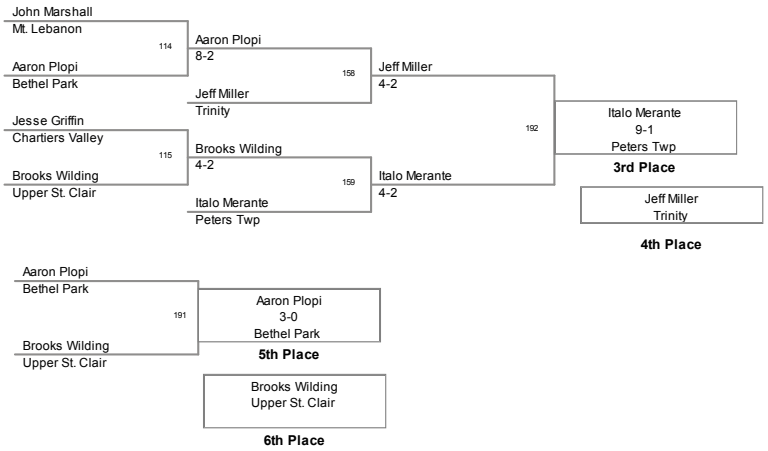 John Marshall
Mt. Lebanon
114
Aaron Plopi
8-2
Aaron Plopi
Bethel Park
158
Jeff Miller
4-2
Jeff Miller
Trinity
Jesse Griffin
Chartiers Valley
192
Italo Merante
9-1
Peters Twp
3rd Place
115
Brooks Wilding
4-2
Brooks Wilding
Upper St. Clair
159
Italo Merante
4-2
Italo Merante
Peters Twp
Jeff Miller
Trinity
4th Place
Aaron Plopi
Bethel Park
191
Aaron Plopi
3-0
Bethel Park
5th Place
Brooks Wilding
Upper St. Clair
Brooks Wilding
Upper St. Clair
6th Place